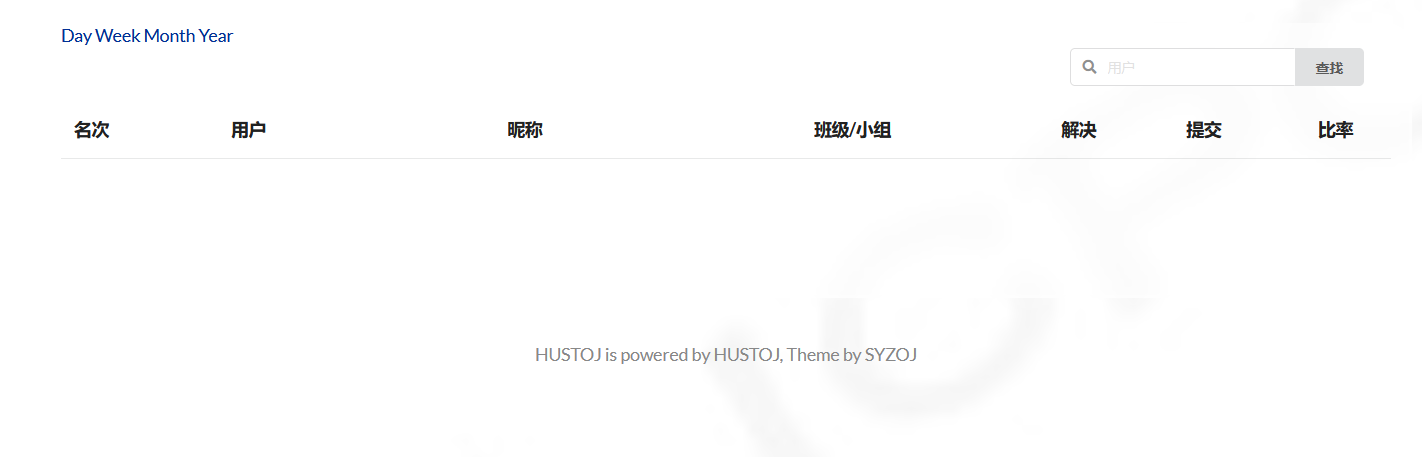 Day Week Month Year
用户 查找
名次 用户 昵称 班级/小组 解决 提交 比率
HUSTOJ is powered by HUSTOJ, Theme by SYZOJ